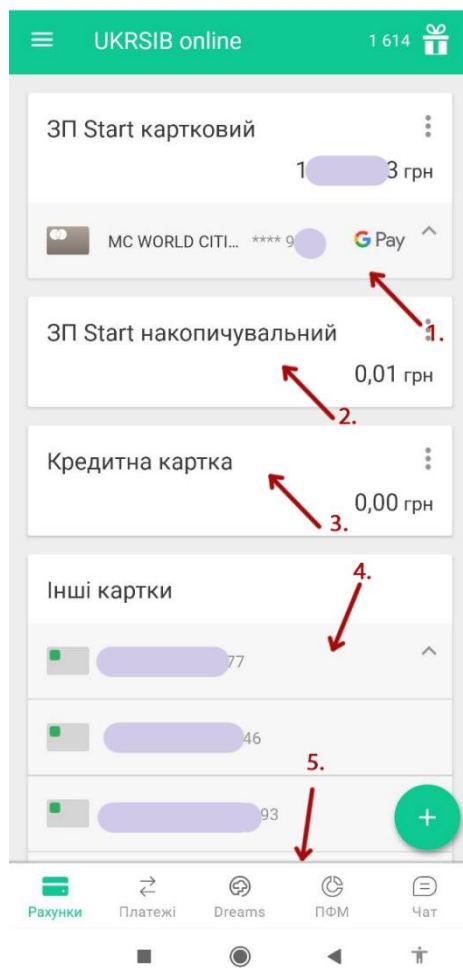 UKRSIB online 1 614
ЗП Start картковий
1 3 грн
MC WORLD CITI... **** 9 G Pay
1.
ЗП Start накопичувальний
0,01 грн
2.
Кредитна картка
0,00 грн
3.
4.
Інші картки
77
46
5.
93
+
Рахунки Платежі Dreams ПФМ Чат